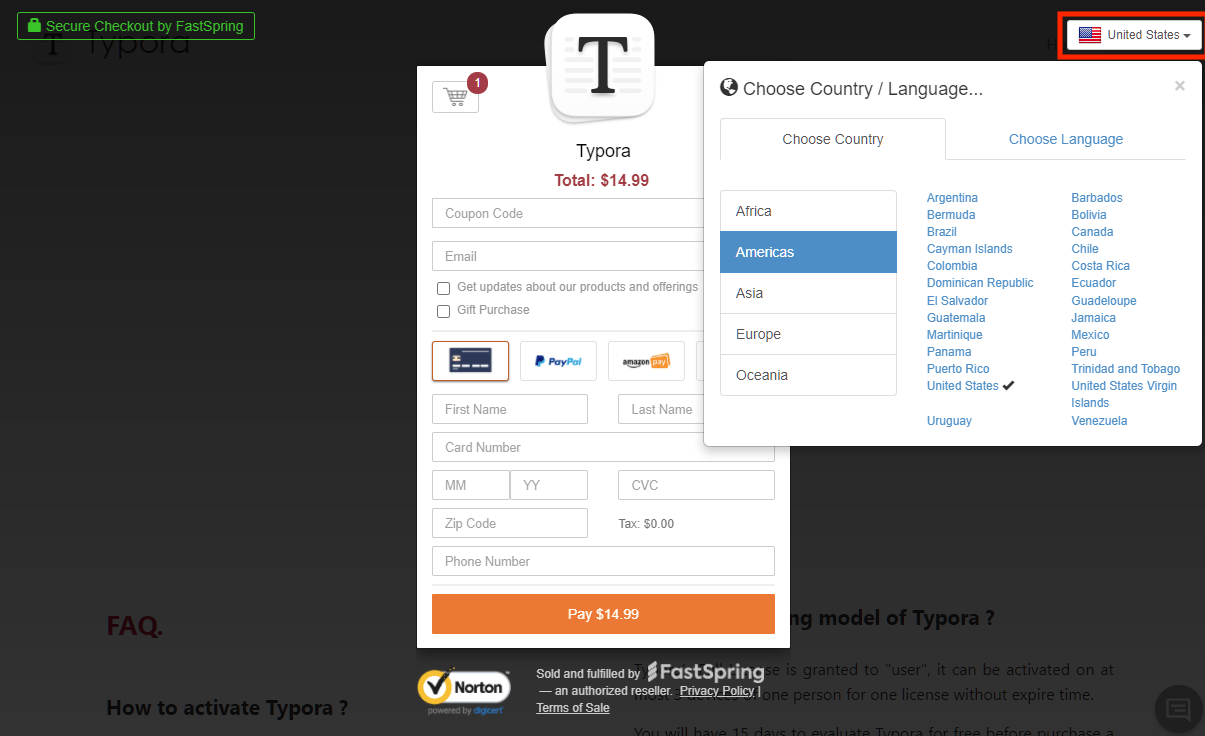 Secure Checkout by FastSpring
Typora
United States
1
T
Typora
Total: $14.99
Coupon Code
Email
Get updates about our products and offerings
Gift Purchase
PayPal
amazon pay
First Name
Last Name
Card Number
MM
YY
CVC
Zip Code
Tax: $0.00
Phone Number
Pay $14.99
Choose Country / Language...
×
Choose Country
Choose Language
Africa
Americas
Asia
Europe
Oceania
Argentina
Barbados
Bermuda
Bolivia
Brazil
Canada
Cayman Islands
Chile
Colombia
Costa Rica
Dominican Republic
Ecuador
El Salvador
Guadeloupe
Guatemala
Jamaica
Martinique
Mexico
Panama
Peru
Puerto Rico
Trinidad and Tobago
United States
United States Virgin
Islands
Uruguay
Venezuela
FAQ.
How to activate Typora ?
ng model of Typora ?
is granted to "user", it can be activated on at
one person for one license without expire time.
You will have 15 days to evaluate Typora for free before purchase a
Norton
powered by digicert
Sold and fulfilled by FastSpring
— an authorized reseller. Privacy Policy |
Terms of Sale